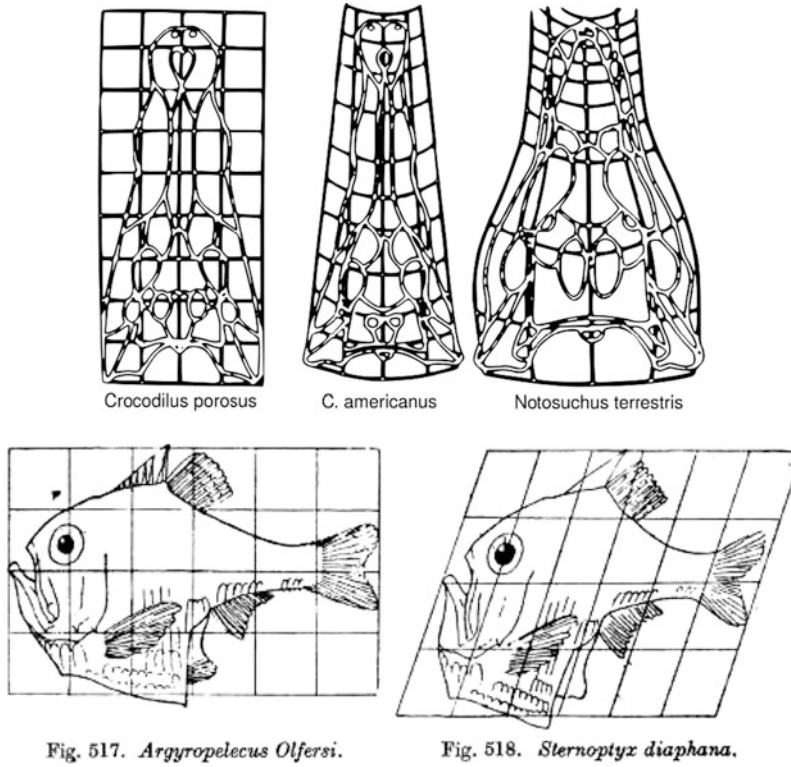 Crocodilus porosus
C. americanus
Notosuchus terrestris
Fig. 517. Argyropelecus Olfersi.
Fig. 518. Sternoptyx diaphana.